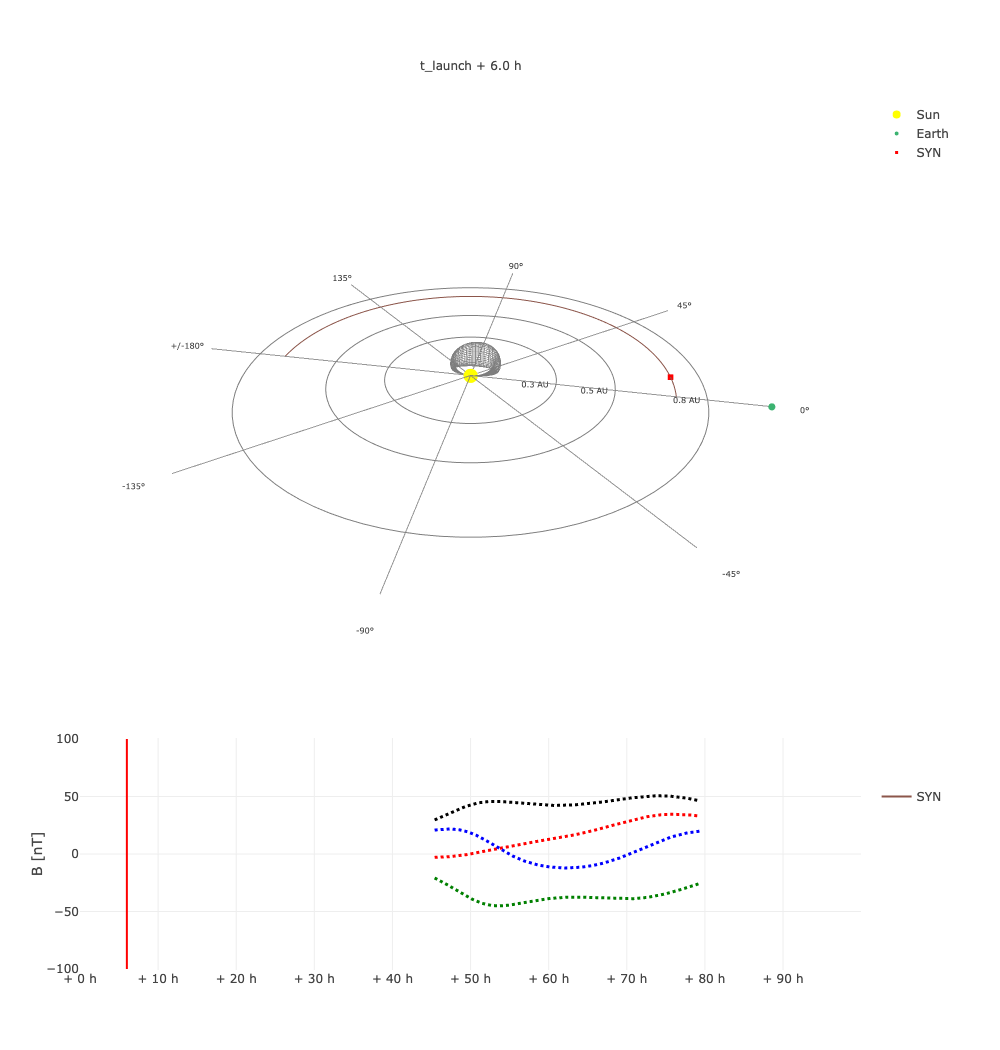 t_launch + 6.0 h
Sun
Earth
SYN
90°
135°
45°
+/-180°
0.3 AU
0.5 AU
0.8 AU
0°
-135°
-45°
-90°
100
50
0
−50
−100
B [nT]
SYN
+ 0 h + 10 h + 20 h + 30 h + 40 h + 50 h + 60 h + 70 h + 80 h + 90 h